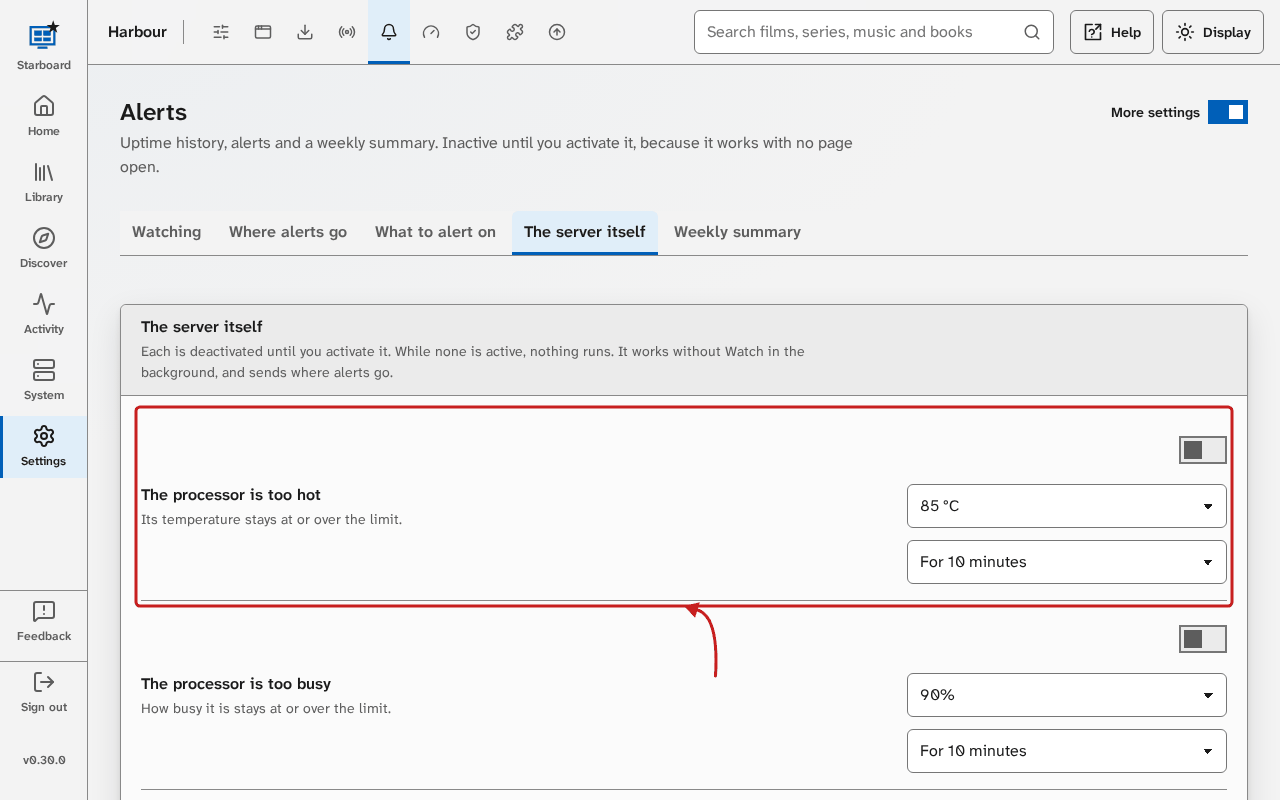 Starboard
Home
Library
Discover
Activity
System
Settings
Feedback
Sign out
v0.30.0
Harbour
Search films, series, music and books
Help
Display
Alerts
More settings
Uptime history, alerts and a weekly summary. Inactive until you activate it, because it works with no page
open.
Watching
Where alerts go
What to alert on
The server itself
Weekly summary
The server itself
Each is deactivated until you activate it. While none is active, nothing runs. It works without Watch in the
background, and sends where alerts go.
The processor is too hot
Its temperature stays at or over the limit.
85 °C
For 10 minutes
The processor is too busy
How busy it is stays at or over the limit.
90%
For 10 minutes